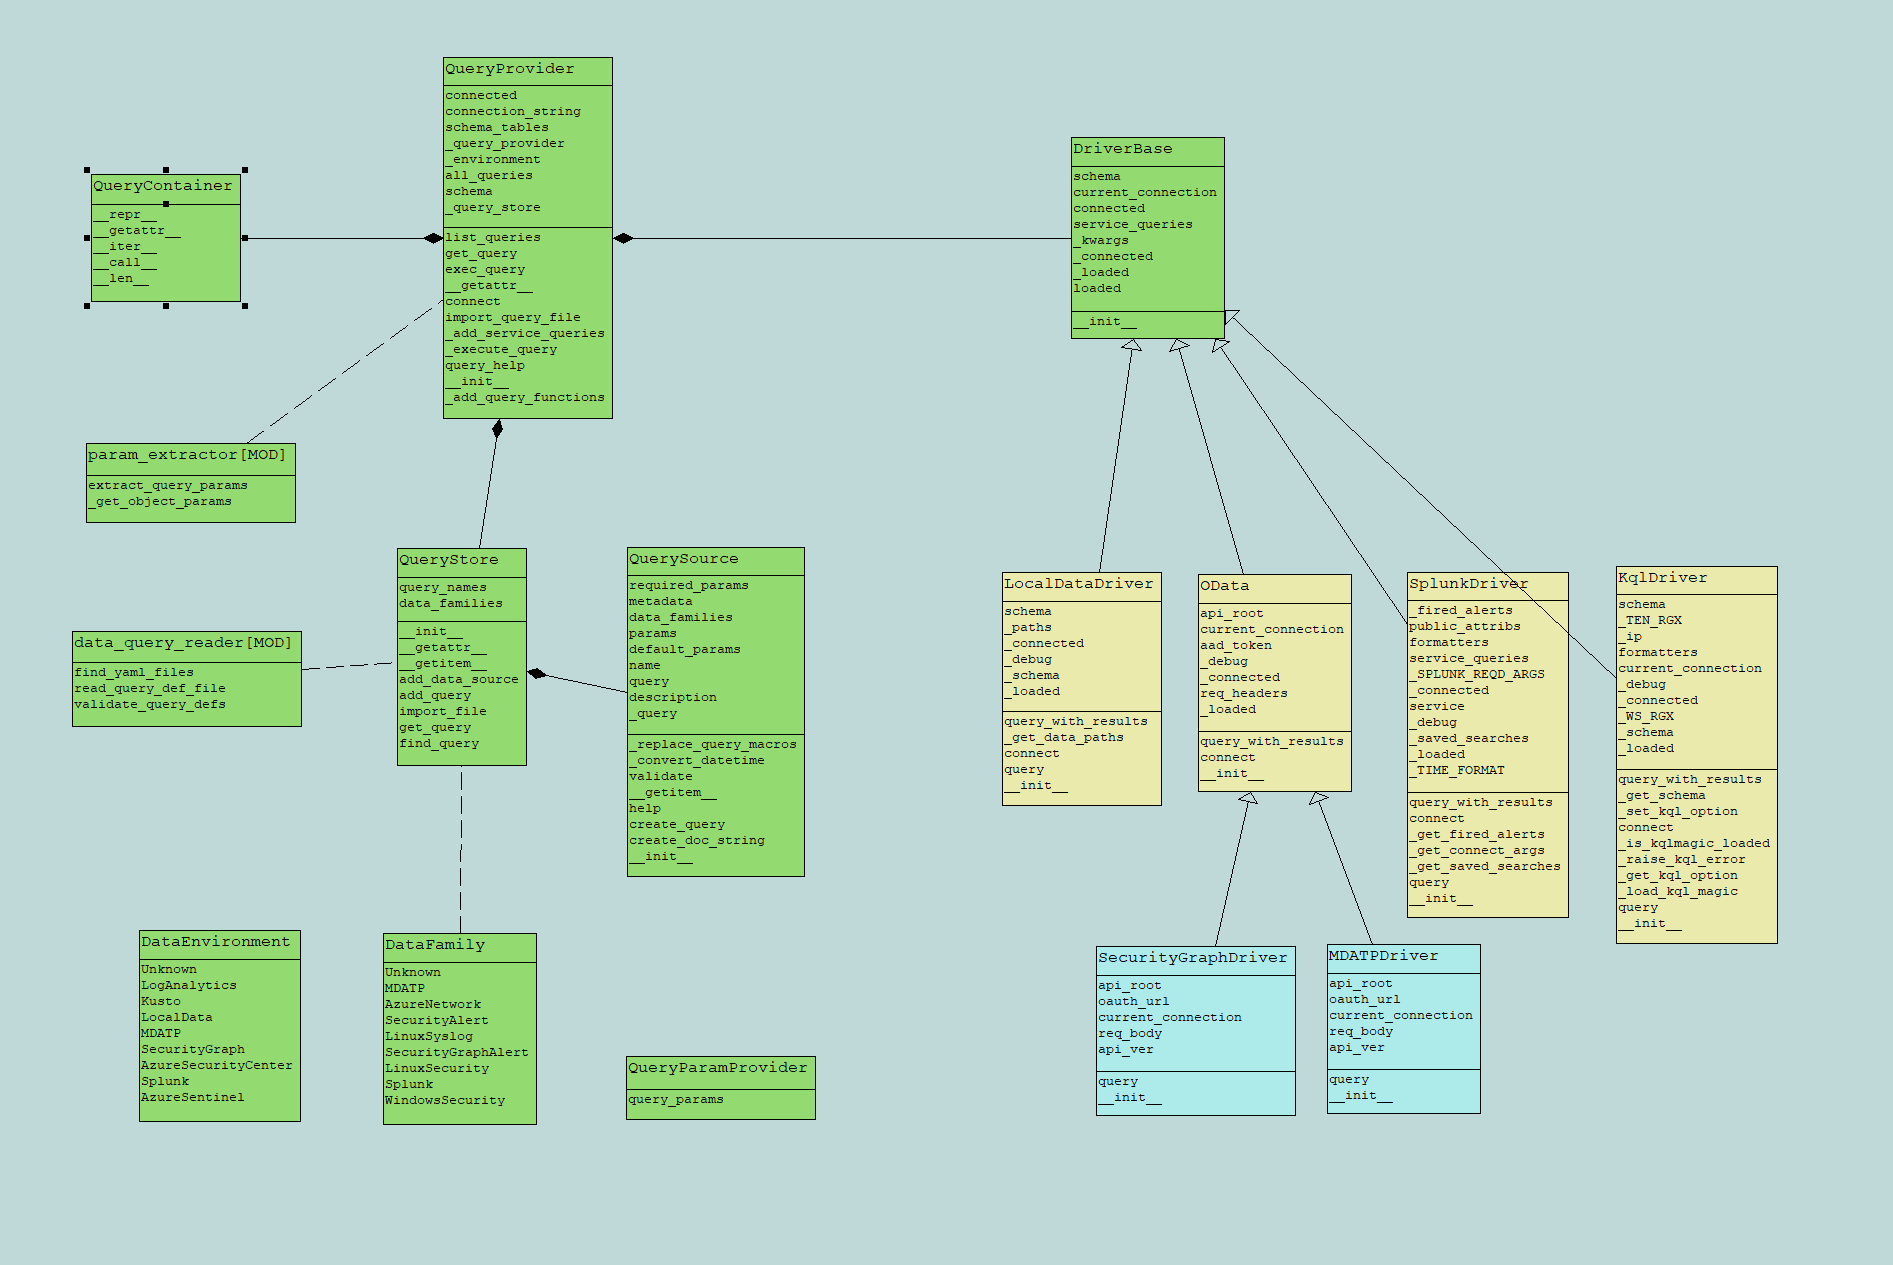 QueryProvider
connected
connection_string
schema_tables
_query_provider
_environment
all_queries
schema
_query_store
list_queries
get_query
exec_query
__getattr__
connect
import_query_file
_add_service_queries
_execute_query
query_help
__init__
_add_query_functions
DriverBase
schema
current_connection
connected
service_queries
_kwargs
_connected
_loaded
loaded
__init__
QueryContainer
__repr__
__getattr__
__iter__
__call__
__len__
param_extractor[MOD]
extract_query_params
_get_object_params
QueryStore
query_names
data_families
__init__
__getattr__
__getitem__
add_data_source
add_query
import_file
get_query
find_query
QuerySource
required_params
metadata
data_families
params
default_params
name
query
description
_query
_replace_query_macros
_convert_datetime
validate
__getitem__
help
create_query
create_doc_string
__init__
data_query_reader[MOD]
find_yaml_files
read_query_def_file
validate_query_defs
LocalDataDriver
schema
_paths
_connected
_debug
_schema
_loaded
query_with_results
_get_data_paths
connect
query
__init__
OData
api_root
current_connection
aad_token
_debug
_connected
req_headers
_loaded
query_with_results
connect
__init__
SplunkDriver
_fired_alerts
public_attribs
formatters
service_queries
_SPLUNK_REQD_ARGS
_connected
service
_debug
_saved_searches
_loaded
_TIME_FORMAT
query_with_results
connect
_get_fired_alerts
_get_connect_args
_get_saved_searches
query
__init__
KqlDriver
schema
_TEN_RGX
_ip
formatters
current_connection
_debug
_connected
_WS_RGX
_schema
_loaded
query_with_results
_get_schema
_set_kql_option
connect
_is_kqlmagic_loaded
_raise_kql_error
_get_kql_option
_load_kql_magic
query
__init__
DataEnvironment
Unknown
LogAnalytics
Kusto
LocalData
MDATP
SecurityGraph
AzureSecurityCenter
Splunk
AzureSentinel
DataFamily
Unknown
MDATP
AzureNetwork
SecurityAlert
LinuxSyslog
SecurityGraphAlert
LinuxSecurity
Splunk
WindowsSecurity
QueryParamProvider
query_params
SecurityGraphDriver
api_root
oauth_url
current_connection
req_body
api_ver
query
__init__
MDATPDriver
api_root
oauth_url
current_connection
req_body
api_ver
query
__init__